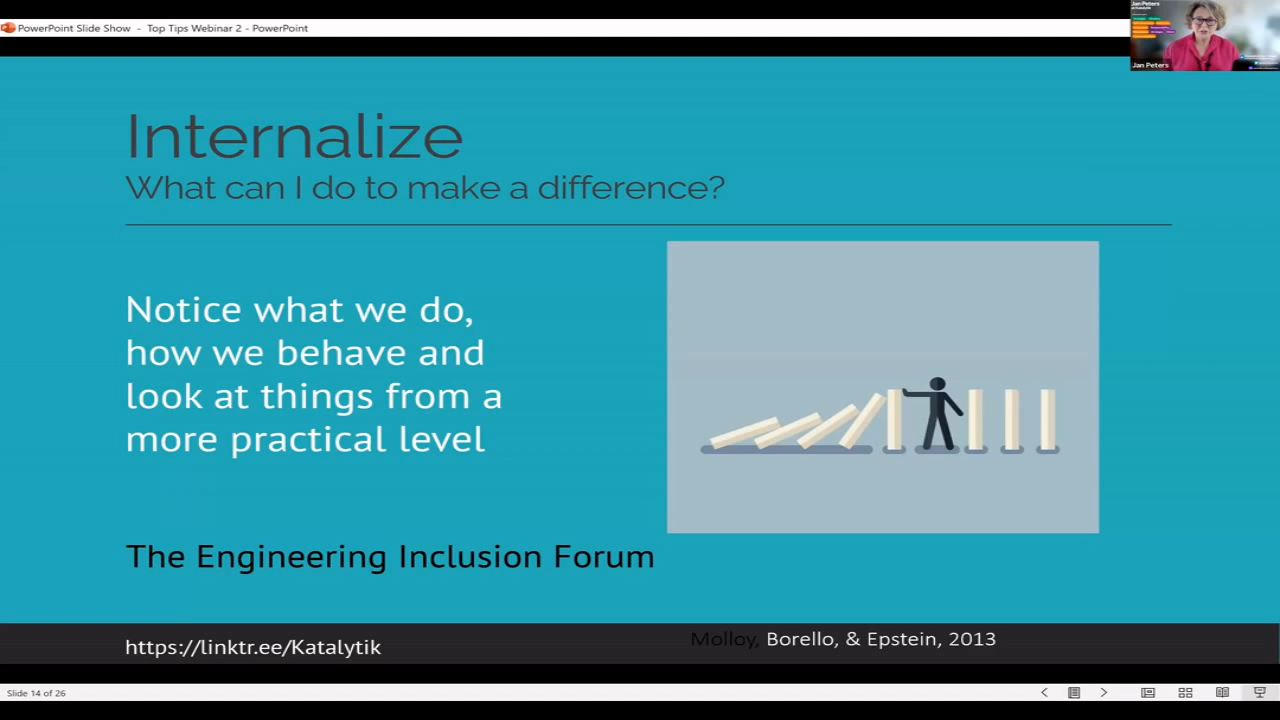 PowerPoint Slide Show - Top Tips Webinar 2 - PowerPoint
Jan Peters
Jan Peters
Internalize
What can I do to make a difference?
Notice what we do,
how we behave and
look at things from a
more practical level
The Engineering Inclusion Forum
https://linktr.ee/Katalytik
Molloy, Borello, & Epstein, 2013
Slide 14 of 26